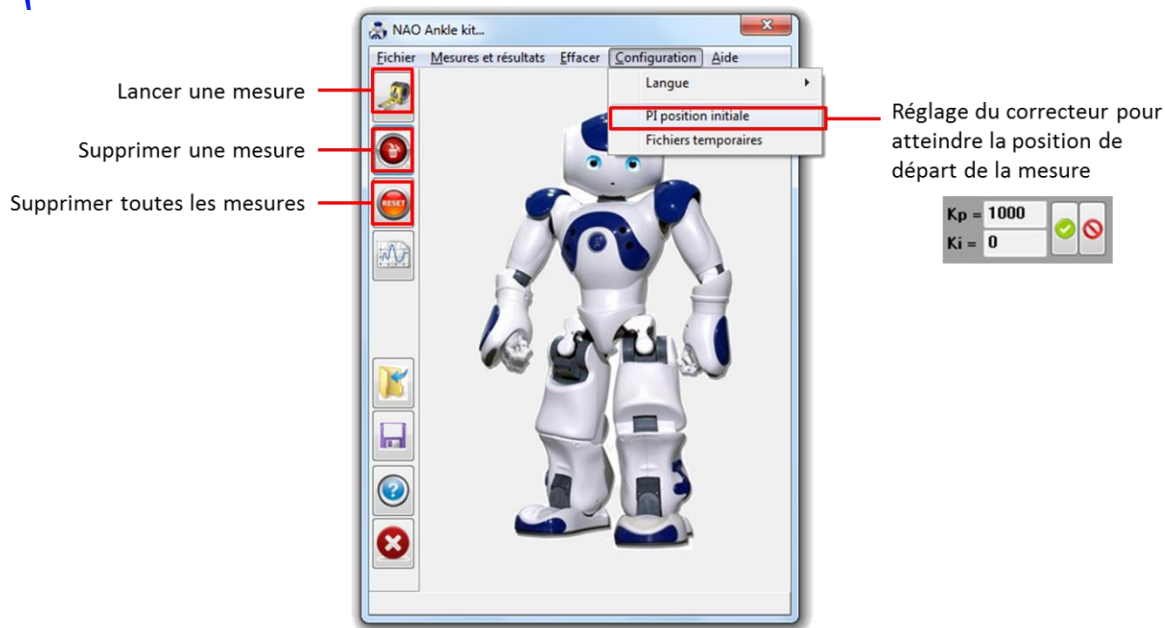 NAO Ankle kit...
Fichier Mesures et résultats Effacer Configuration Aide
Langue
PI position initiale
Fichiers temporaires
Lancer une mesure
Supprimer une mesure
Supprimer toutes les mesures
RESET
Réglage du correcteur pour
atteindre la position de
départ de la mesure
Kp = 1000
Ki = 0